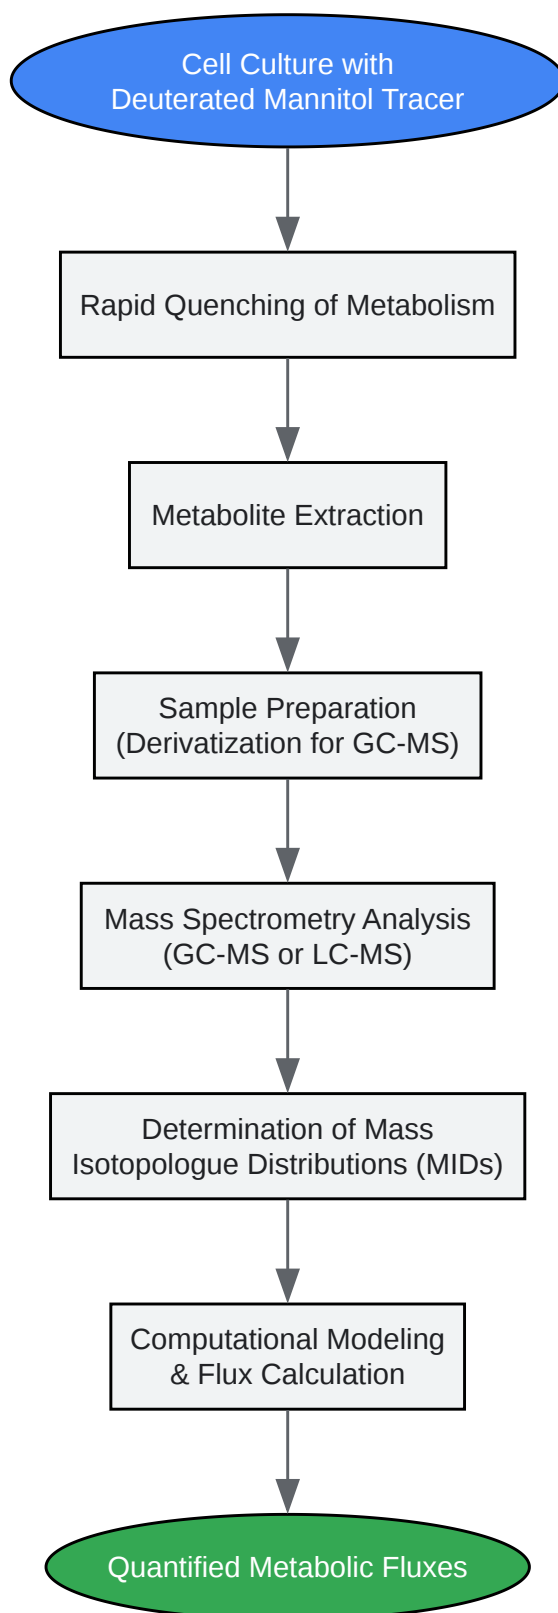 Cell Culture with
Deuterated Mannitol Tracer
Rapid Quenching of Metabolism
Metabolite Extraction
Sample Preparation
(Derivatization for GC-MS)
Mass Spectrometry Analysis
(GC-MS or LC-MS)
Determination of Mass
Isotopologue Distributions (MIDs)
Computational Modeling
& Flux Calculation
Quantified Metabolic Fluxes